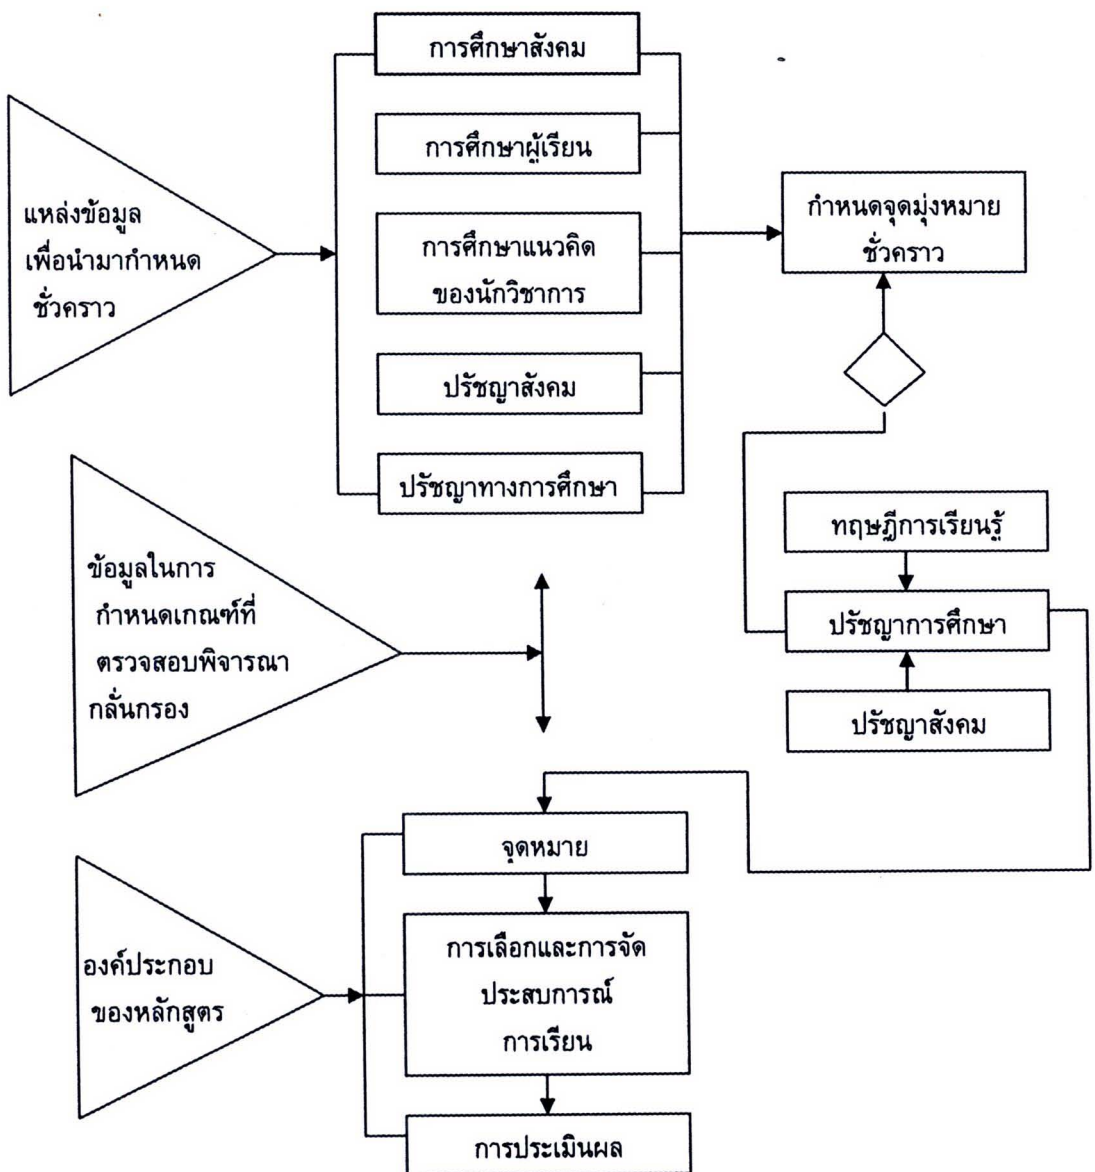 การศึกษาสังคม
การศึกษาผู้เรียน
แหล่งข้อมูล
เพื่อนำมากำหนด
ชั่วคราว
การศึกษาแนวคิด
ของนักวิชาการ
กำหนดจุดมุ่งหมาย
ชั่วคราว
ปรัชญาสังคม
ปรัชญาทางการศึกษา
ข้อมูลในการ
กำหนดเกณฑ์ที่
ตรวจสอบพิจารณา
กลั่นกรอง
ทฤษฎีการเรียนรู้
ปรัชญาการศึกษา
ปรัชญาสังคม
องค์ประกอบ
ของหลักสูตร
จุดหมาย
การเลือกและการจัด
ประสบการณ์
การเรียน
การประเมินผล